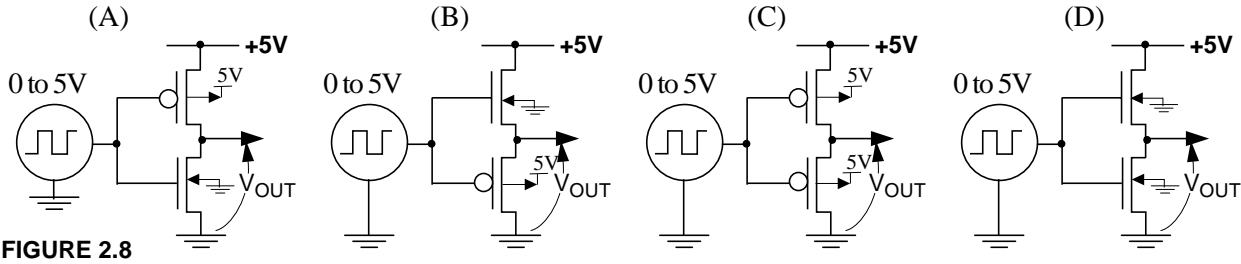 (A) (B) (C) (D)
+5V +5V +5V +5V
0 to 5V 5V 0 to 5V 0 to 5V 5V 0 to 5V
5V 5V
VOUT VOUT VOUT VOUT
FIGURE 2.8